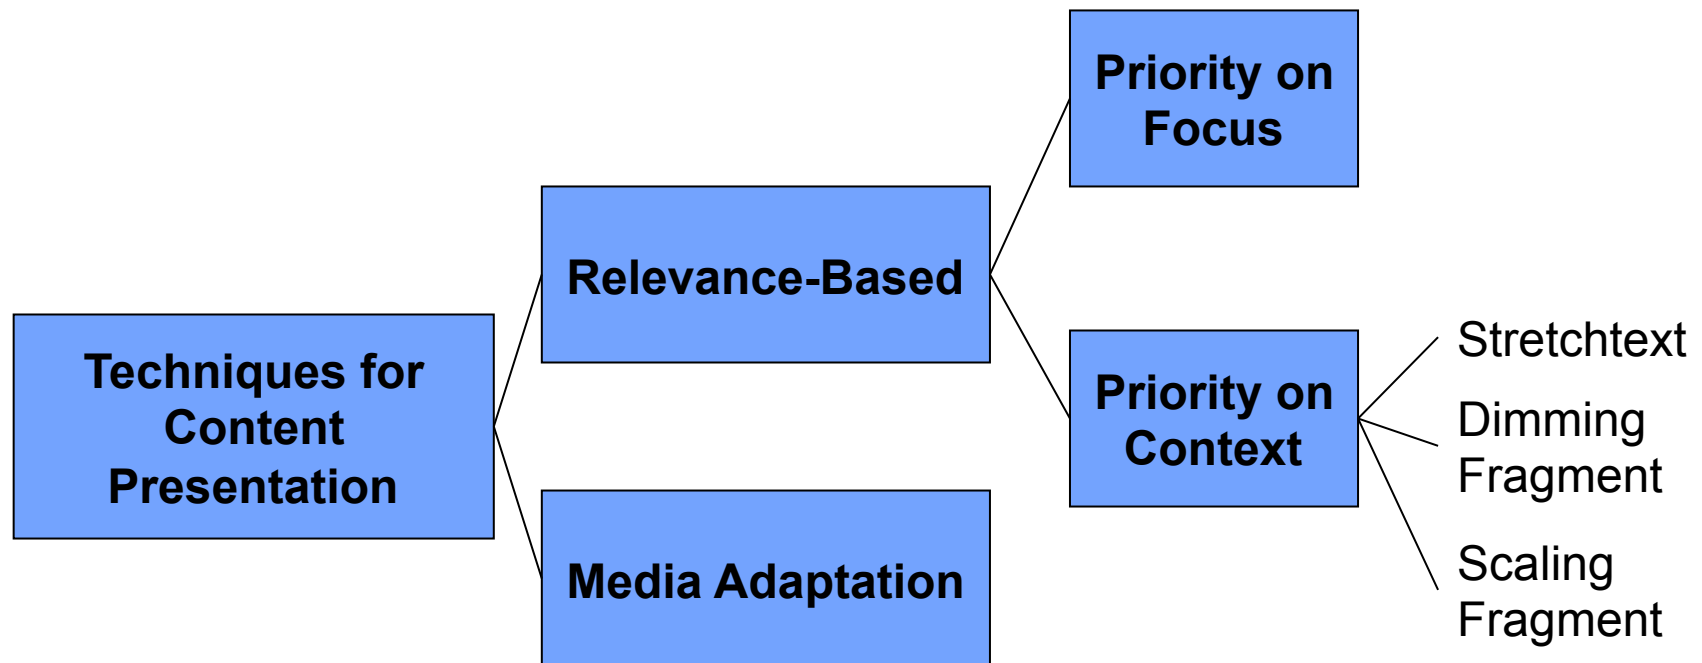 Techniques for
Content
Presentation
Relevance-Based
Media Adaptation
Priority on
Focus
Priority on
Context
Stretchtext
Dimming
Fragment
Scaling
Fragment